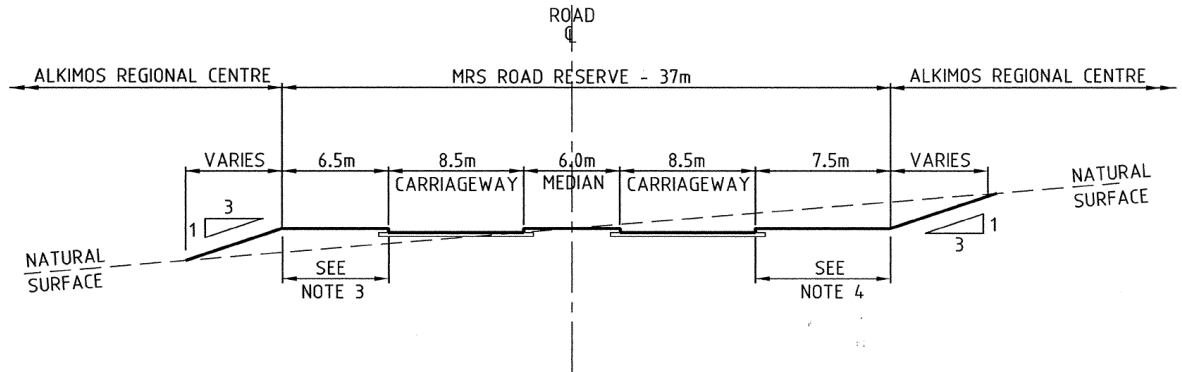 ROAD
℄
ALKIMOS REGIONAL CENTRE
MRS ROAD RESERVE - 37m
ALKIMOS REGIONAL CENTRE
VARIES
6.5m
8.5m
6.0m
8.5m
7.5m
VARIES
CARRIAGEWAY
MEDIAN
CARRIAGEWAY
NATURAL
SURFACE
3
1
1
3
NATURAL
SURFACE
SEE
NOTE 3
SEE
NOTE 4